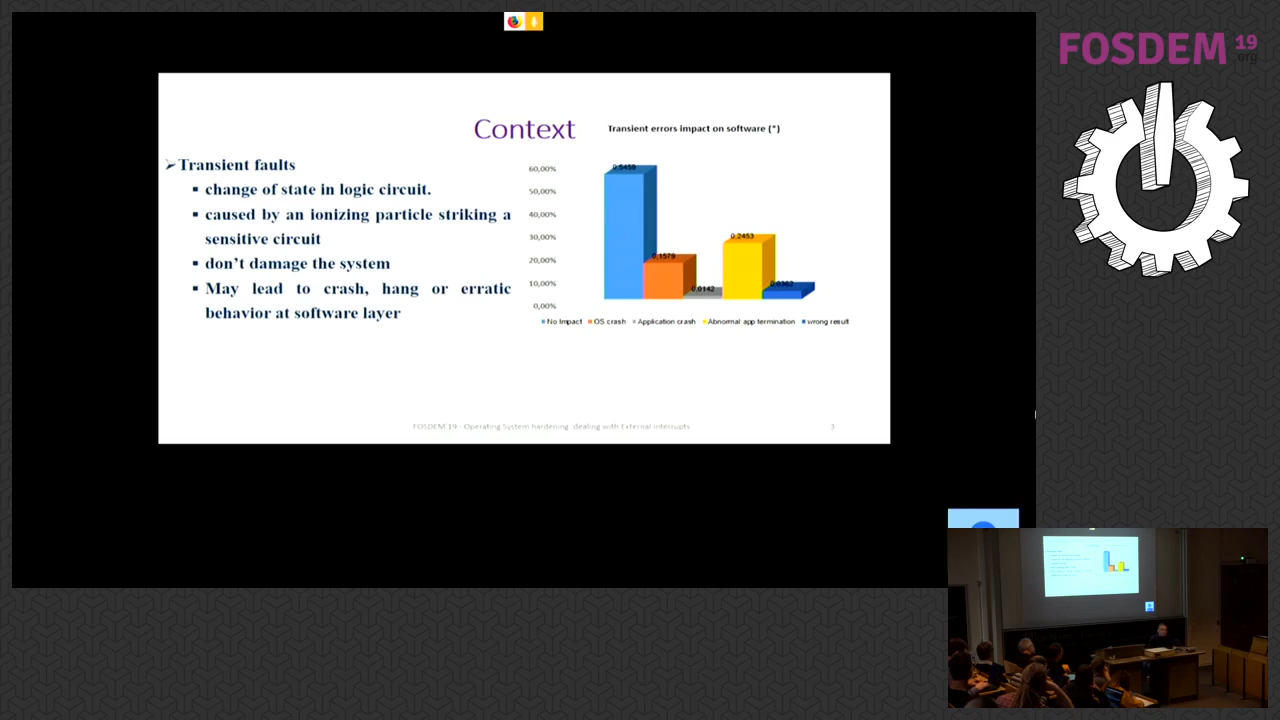 FOSDEM 19
.org
Context
Transient errors impact on software (*)
➢Transient faults
▪ change of state in logic circuit.
▪ caused by an ionizing particle striking a
sensitive circuit
▪ don't damage the system
▪ May lead to crash, hang or erratic
behavior at software layer
60,00%
50,00%
40,00%
30,00%
20,00%
10,00%
0,00%
0.5459
0.1579
0.0142
0.2453
0.0362
No Impact OS crash Application crash Abnormal app termination wrong result
FOSDEM'19 - Operating System hardening dealing with External interrupts
3